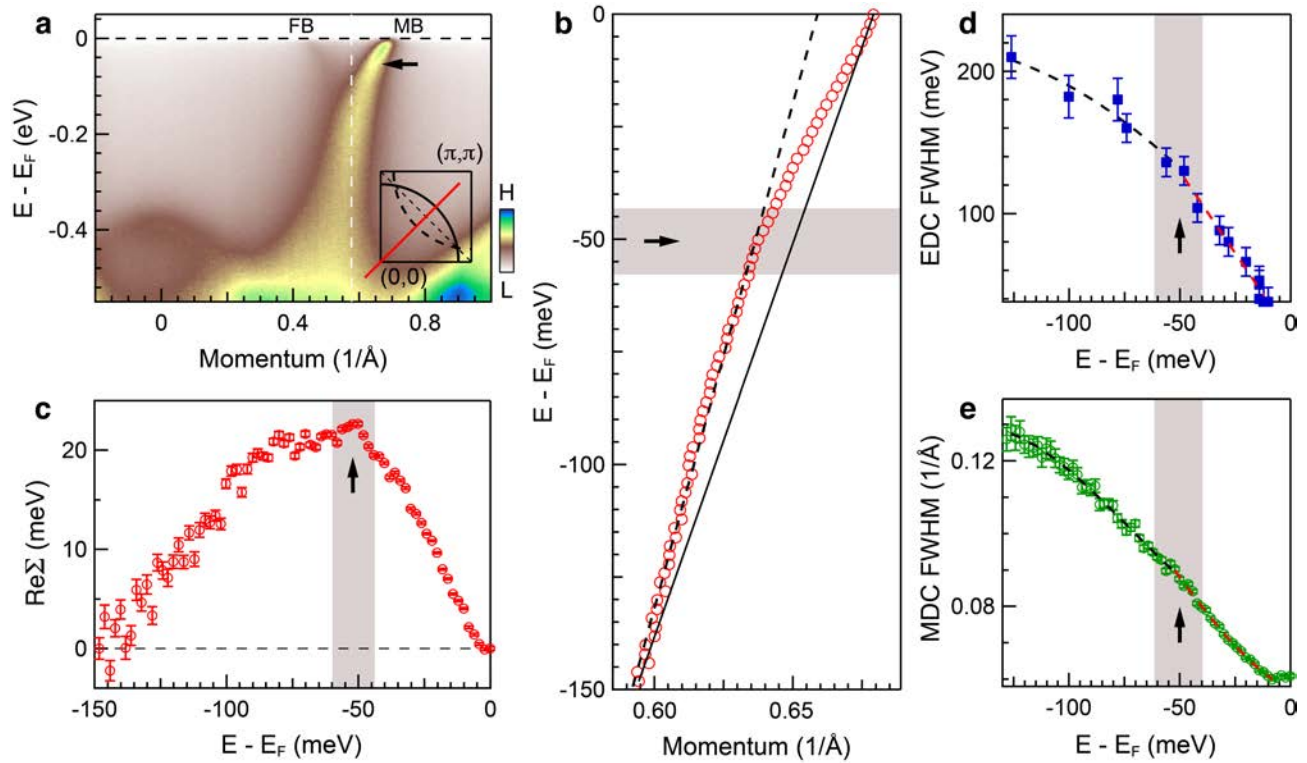 a
FB
MB
0
-0.2
-0.4
E - E_F (eV)
(π,π)
(0,0)
H
L
0
0.4
0.8
Momentum (1/Å)
b
0
-50
-100
-150
E - E_F (meV)
0.60
0.65
Momentum (1/Å)
c
20
10
0
ReΣ (meV)
-150
-100
-50
0
E - E_F (meV)
d
200
100
EDC FWHM (meV)
-100
-50
0
E - E_F (meV)
e
0.12
0.08
MDC FWHM (1/Å)
-100
-50
0
E - E_F (meV)